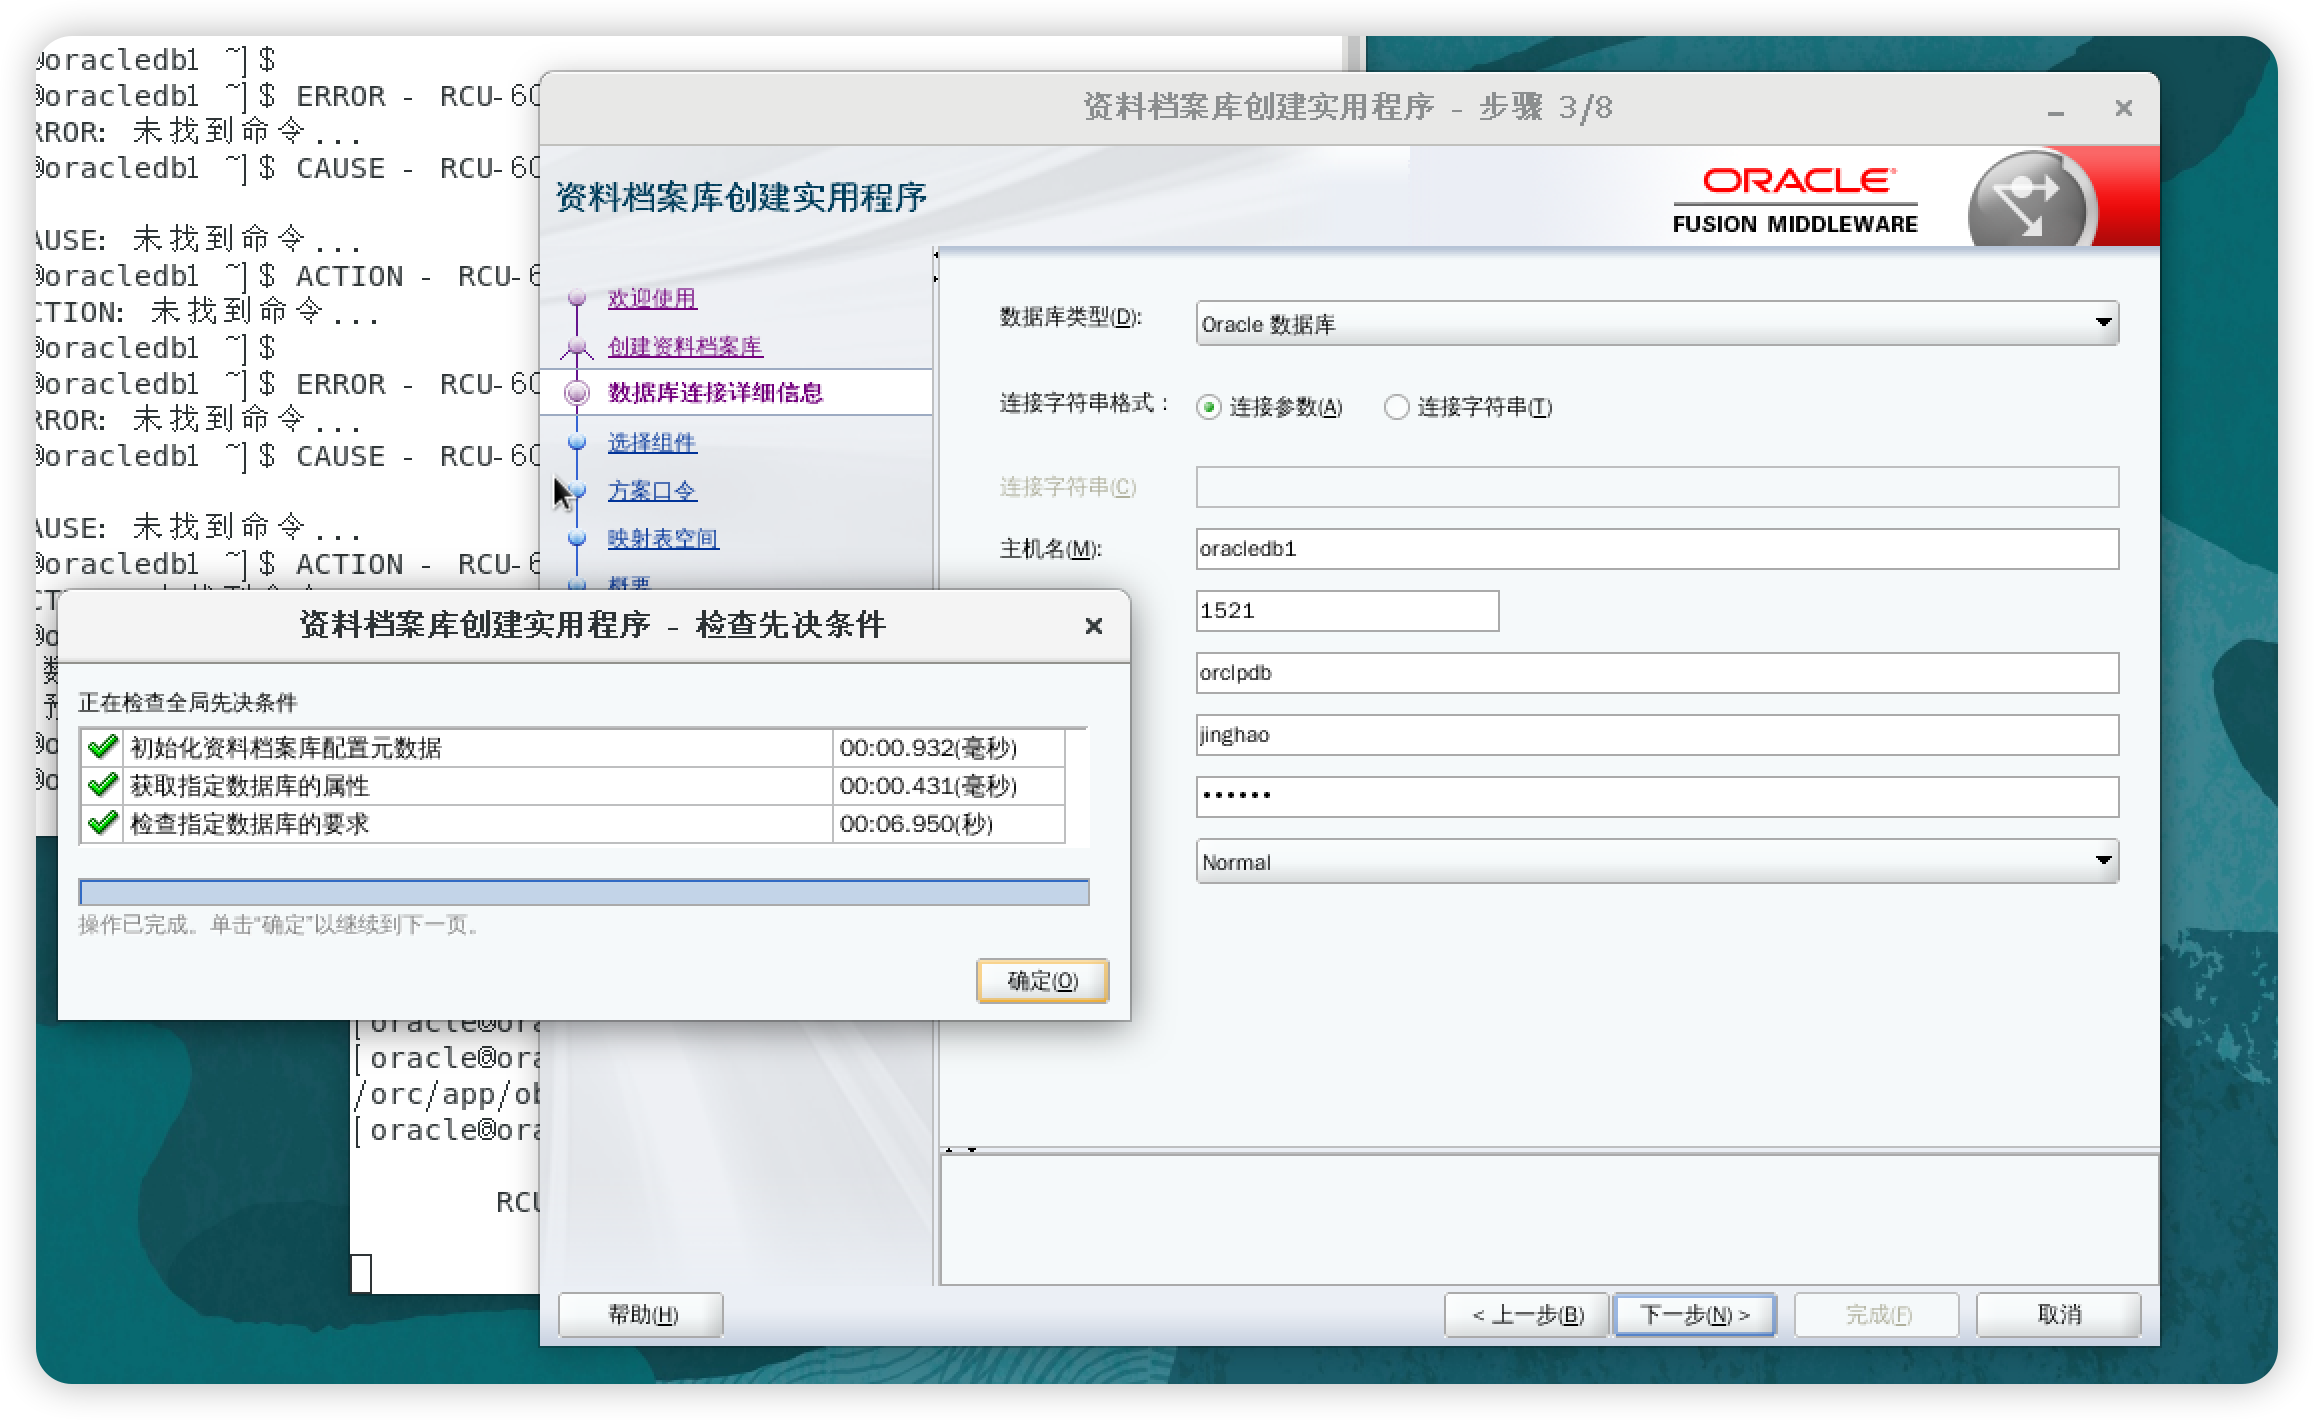 @oracledb1 ~]$
@oracledb1 ~]$ ERROR - RCU-60
RROR: 未找到命令...
@oracledb1 ~]$ CAUSE - RCU-60
AUSE: 未找到命令...
@oracledb1 ~]$ ACTION - RCU-6
CTION: 未找到命令...
@oracledb1 ~]$
@oracledb1 ~]$ ERROR - RCU-60
RROR: 未找到命令...
@oracledb1 ~]$ CAUSE - RCU-60
AUSE: 未找到命令...
@oracledb1 ~]$ ACTION - RCU-6
资料档案库创建实用程序 - 步骤 3/8
资料档案库创建实用程序
ORACLE
FUSION MIDDLEWARE
欢迎使用
创建资料档案库
数据库连接详细信息
选择组件
方案口令
映射表空间
概要
数据库类型(D): Oracle 数据库
连接字符串格式： 连接参数(A) 连接字符串(T)
连接字符串(C)
主机名(M): oracledb1
1521
orclpdb
jinghao
••••••
Normal
资料档案库创建实用程序 - 检查先决条件
正在检查全局先决条件
初始化资料档案库配置元数据 00:00.932(毫秒)
获取指定数据库的属性 00:00.431(毫秒)
检查指定数据库的要求 00:06.950(秒)
操作已完成。单击“确定”以继续到下一页。
确定(O)
[oracle@ora
[oracle@ora
/orc/app/ob
[oracle@ora
RCU
帮助(H)
< 上一步(B) 下一步(N) > 完成(F) 取消